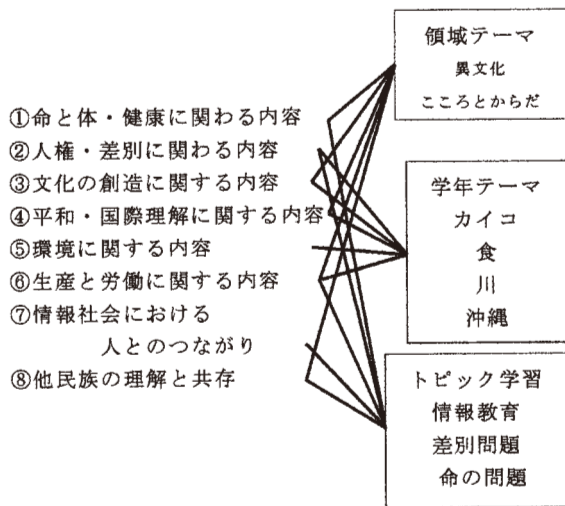 ①命と体・健康に関わる内容
②人権・差別に関わる内容
③文化の創造に関する内容
④平和・国際理解に関する内容
⑤環境に関する内容
⑥生産と労働に関する内容
⑦情報社会における
人とのつながり
⑧他民族の理解と共存
領域テーマ
異文化
こころとからだ
学年テーマ
カイコ
食
川
沖縄
トピック学習
情報教育
差別問題
命の問題